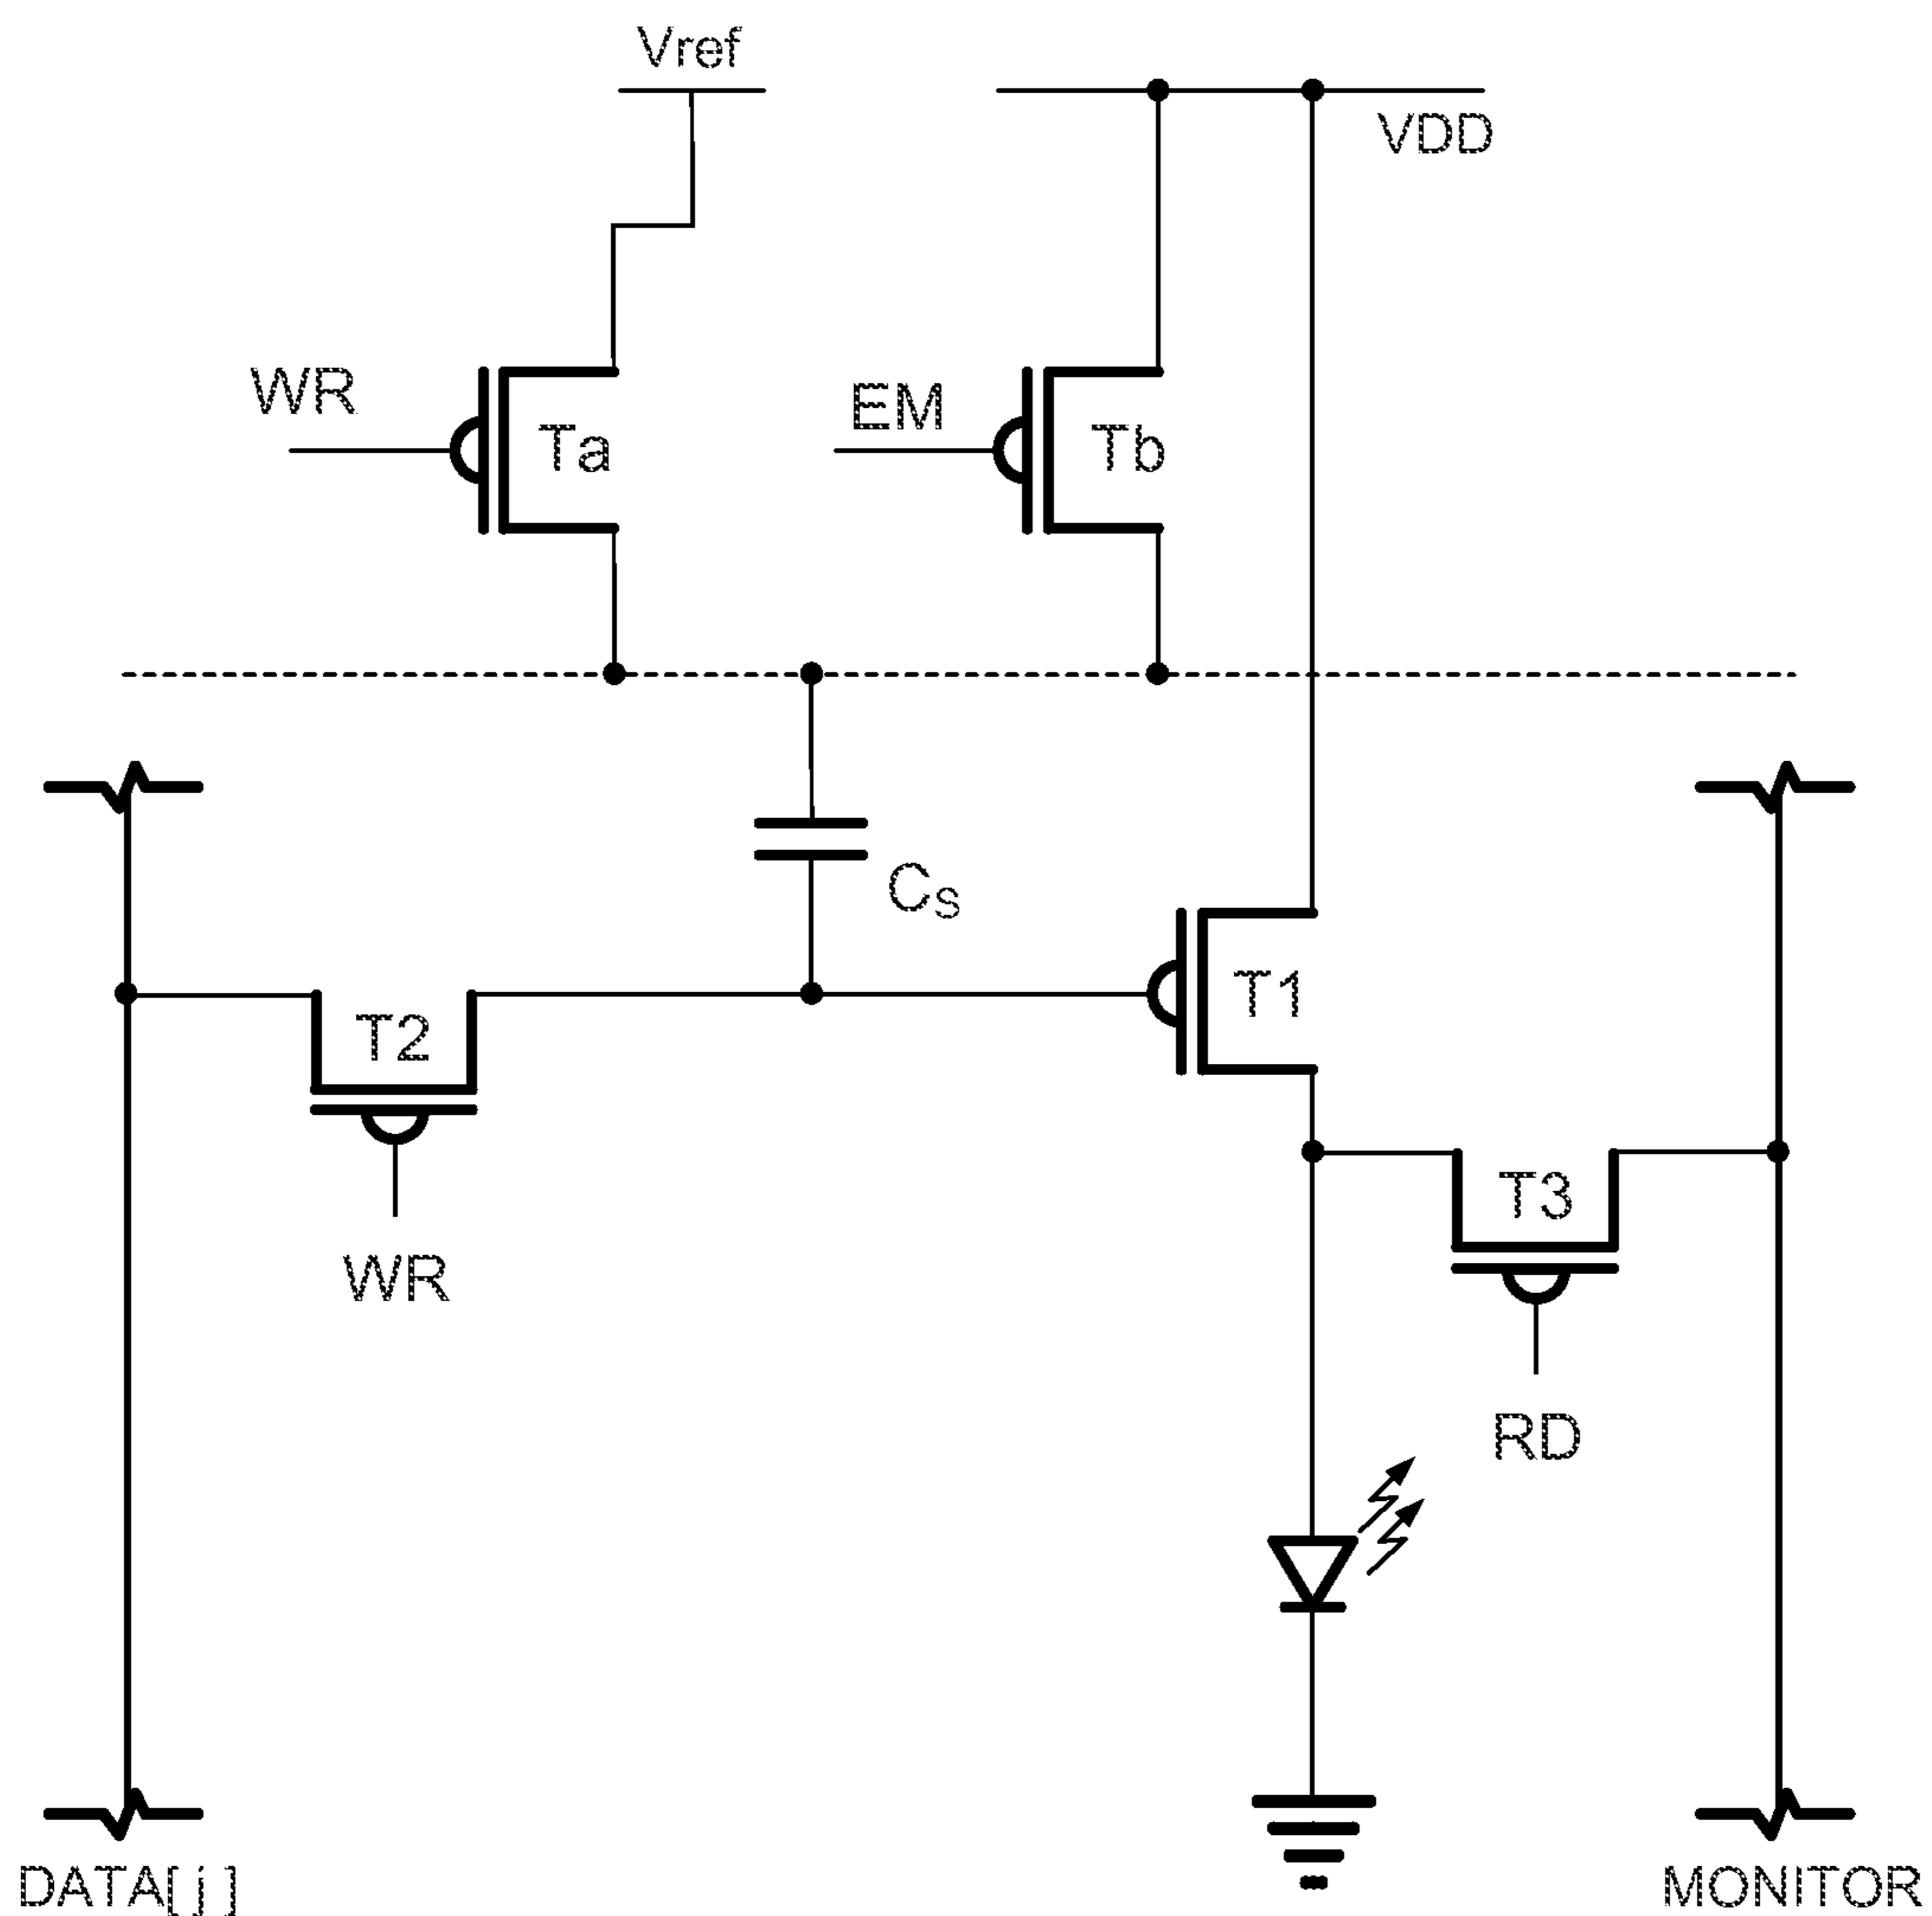 Vref
VDD
WR
EM
Ta
Tb
Cs
T1
T2
T3
WR
RD
DATA[ j ]
MONITOR